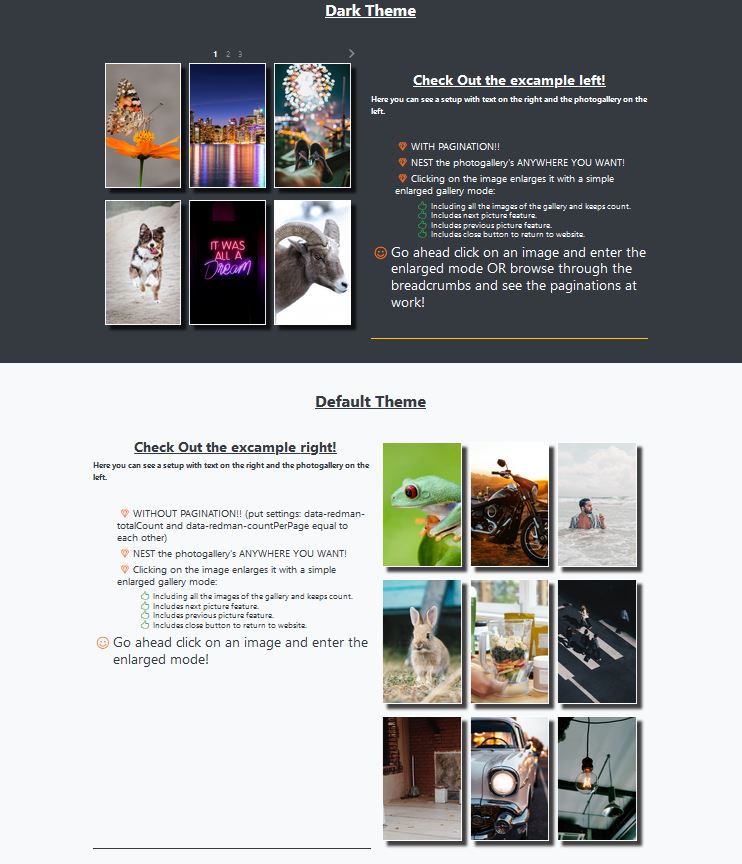 Dark Theme
1 2 3
IT WAS
ALL A
Dream
Check Out the excample left!
Here you can see a setup with text on the right and the photogallery on the
left.
WITH PAGINATION!!
NEST the photogallery's ANYWHERE YOU WANT!
Clicking on the image enlarges it with a simple
enlarged gallery mode:
Including all the images of the gallery and keeps count.
Includes next picture feature.
Includes previous picture feature.
Includes close button to return to website.
Go ahead click on an image and enter the
enlarged mode OR browse through the
breadcrumbs and see the paginations at
work!
Default Theme
Check Out the excample right!
Here you can see a setup with text on the right and the photogallery on the
left.
WITHOUT PAGINATION!! (put settings: data-redman-
totalCount and data-redman-countPerPage equal to
each other)
NEST the photogallery's ANYWHERE YOU WANT!
Clicking on the image enlarges it with a simple
enlarged gallery mode:
Including all the images of the gallery and keeps count.
Includes next picture feature.
Includes previous picture feature.
Includes close button to return to website.
Go ahead click on an image and enter the
enlarged mode!